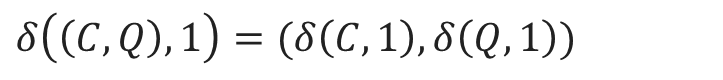 𝛿((𝐶, 𝑄), 1) = (𝛿(𝐶, 1), 𝛿(𝑄, 1))